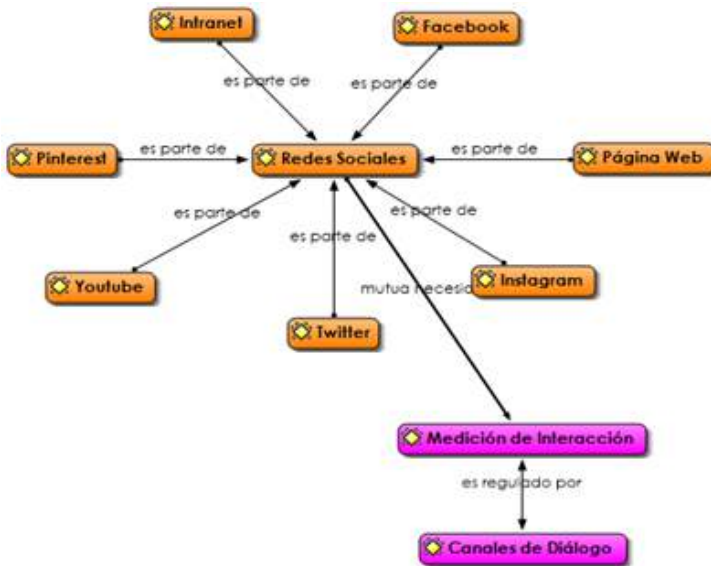 Intranet
Facebook
es parte de
es parte de
Pinterest
es parte de
Redes Sociales
es parte de
Página Web
es parte de
es parte de
es parte de
Youtube
mutua necesi
Instagram
Twitter
Medición de Interacción
es regulado por
Canales de Diálogo